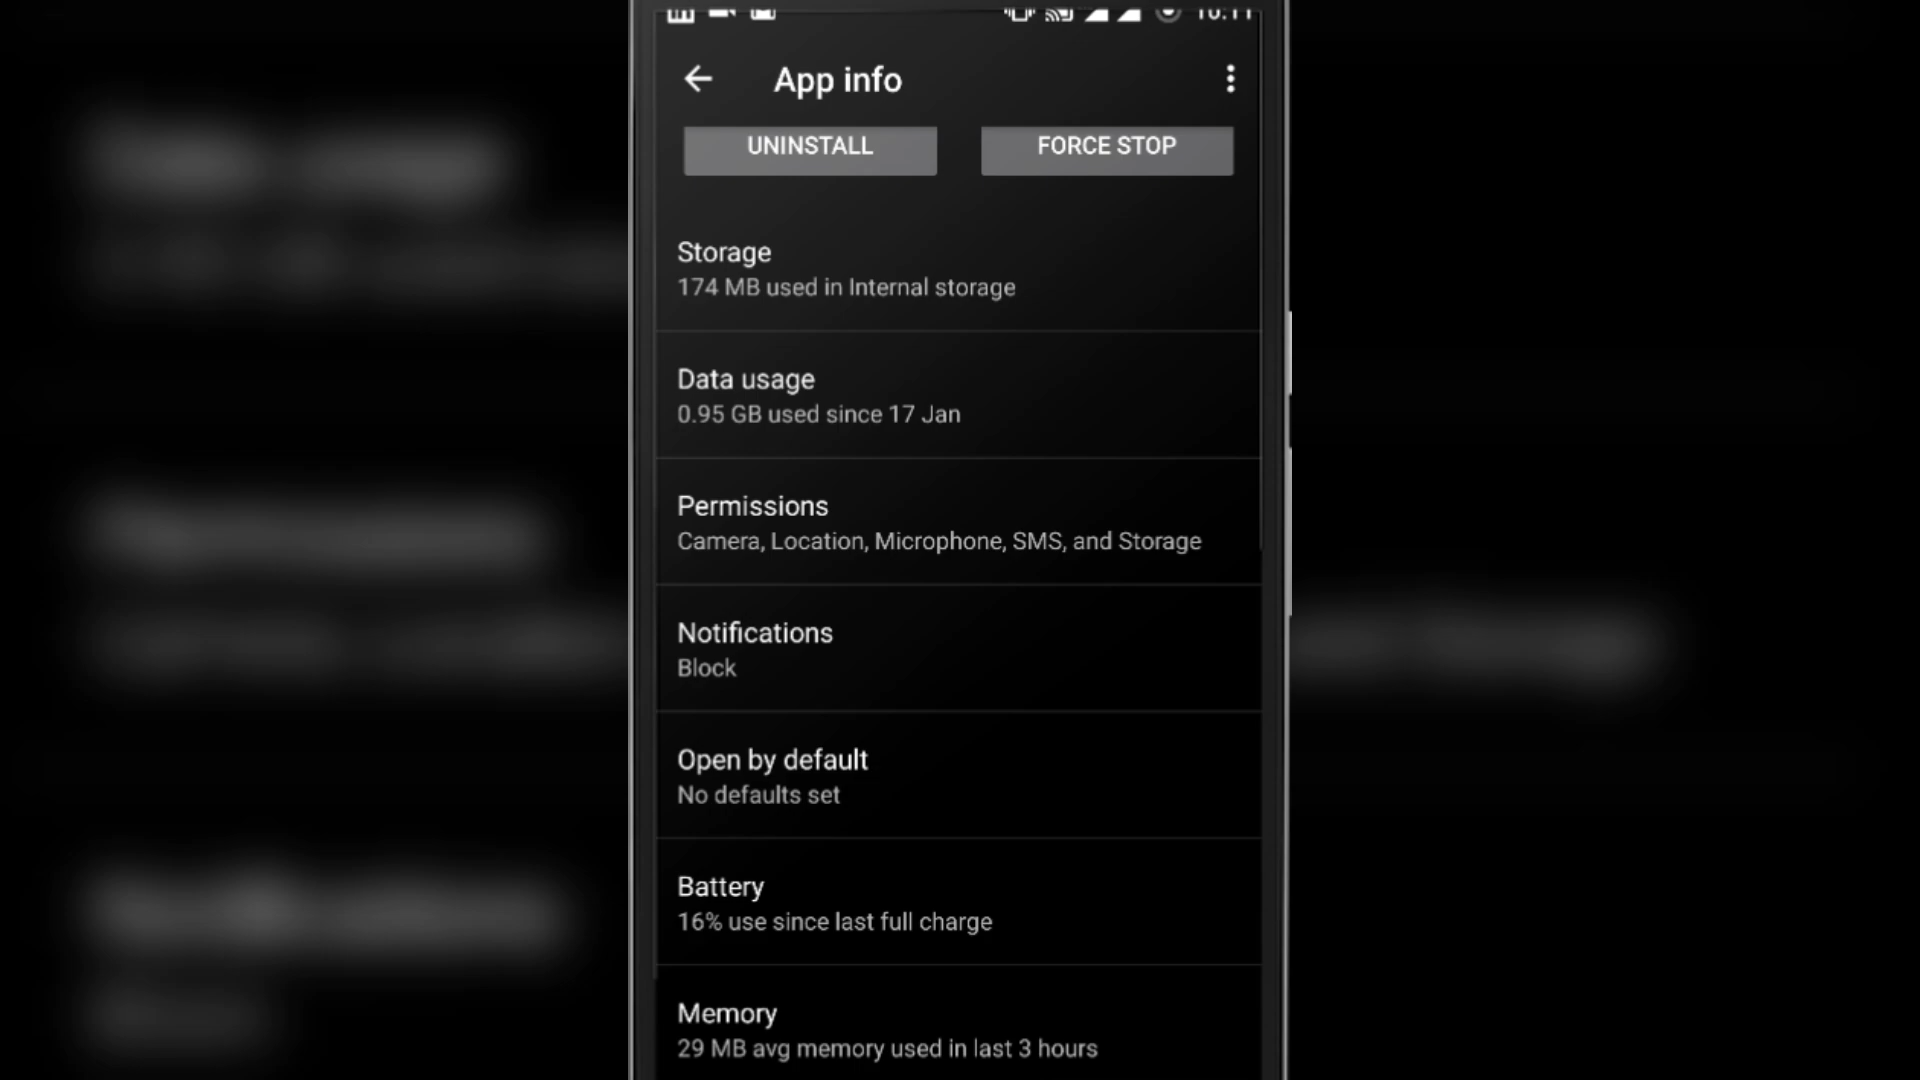 App info
UNINSTALL
FORCE STOP
Storage
174 MB used in Internal storage
Data usage
0.95 GB used since 17 Jan
Permissions
Camera, Location, Microphone, SMS, and Storage
Notifications
Block
Open by default
No defaults set
Battery
16% use since last full charge
Memory
29 MB avg memory used in last 3 hours